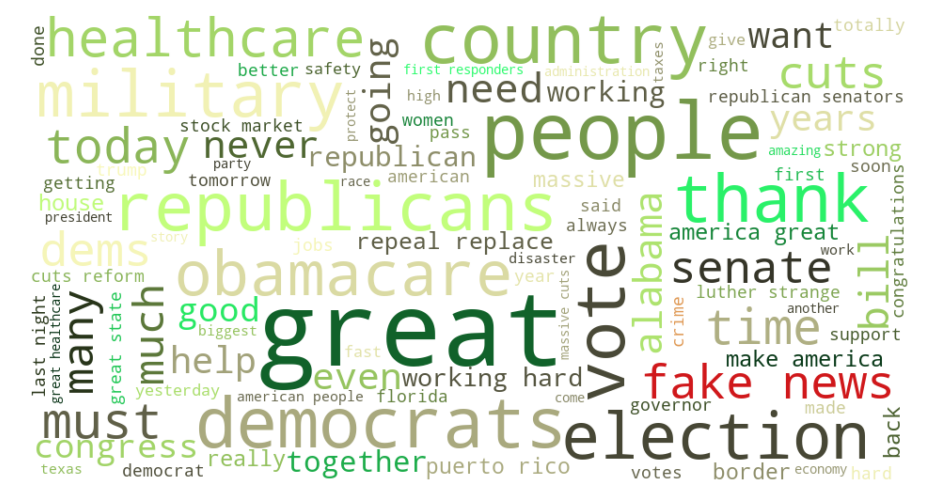 done
healthcare
going
country
give
want
totally
better
safety
first responders
administration
taxes
right
cuts
military
high
need
working
republican senators
protect
women
years
stock market
pass
today
never
republican
people
amazing
strong
trump
party
tomorrow
race
american
massive
first
soon
getting
house
president
republicans
said
always
thank
congratulations
alabama
america great
dems
story
jobs
repeal replace
disaster
work
bill
cuts reform
obamacare
year
massive cuts
vote
senate
luther strange
another
last night
great healthcare
many
great state
much
good
biggest
great
crime
time
support
fast
make america
help
even
working hard
fake news
yesterday
american people
florida
come
governor
made
must
democrats
election
back
congress
really
together
puerto rico
texas
democrat
votes
border
economy
hard